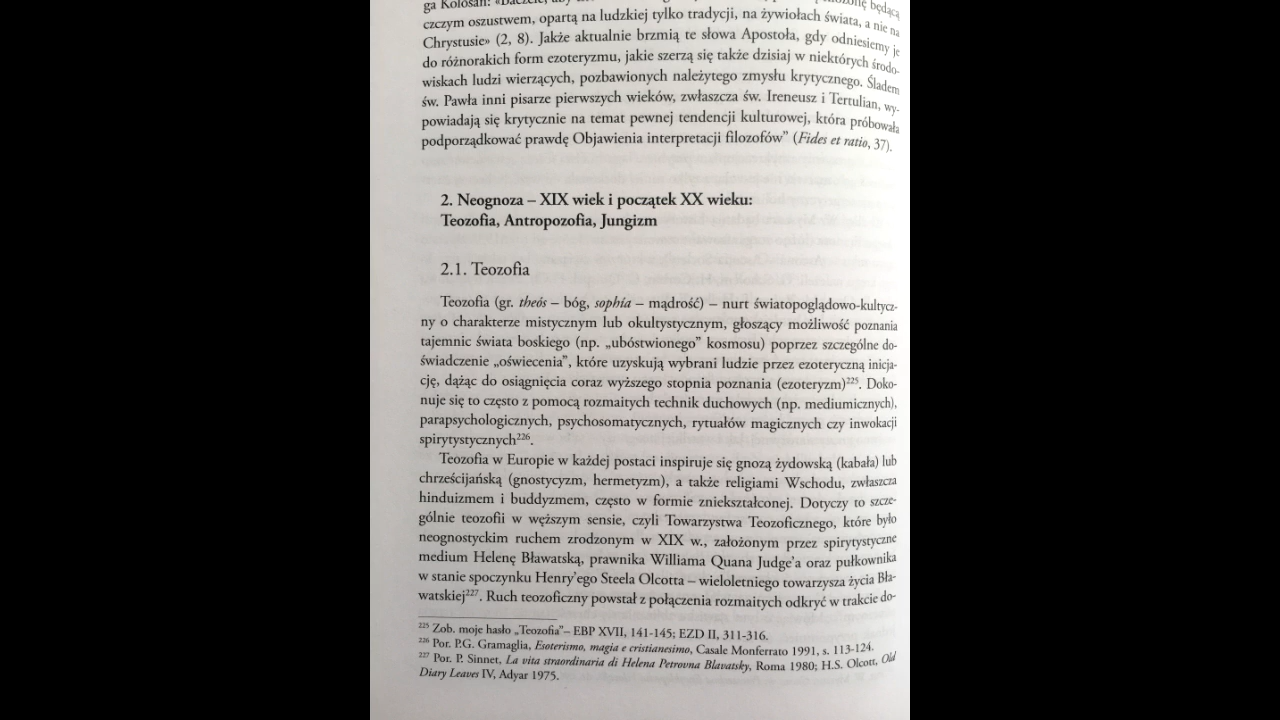 ga Kolosan: «Baczcie, aby
będącą
czczym oszustwem, opartą na ludzkiej tylko tradycji, na żywiołach świata, a nie na
Chrystusie» (2, 8). Jakże aktualnie brzmią te słowa Apostoła, gdy odniesiemy je
do różnorakich form ezoteryzmu, jakie szerzą się także dzisiaj w niektórych środo-
wiskach ludzi wierzących, pozbawionych należytego zmysłu krytycznego. Śladem
św. Pawła inni pisarze pierwszych wieków, zwłaszcza św. Ireneusz i Tertulian, wy-
powiadają się krytycznie na temat pewnej tendencji kulturowej, która próbowała
podporządkować prawdę Objawienia interpretacji filozofów” (Fides et ratio, 37).
2. Neognoza – XIX wiek i początek XX wieku:
Teozofia, Antropozofia, Jungizm
2.1. Teozofia
Teozofia (gr. theós – bóg, sophía – mądrość) – nurt światopoglądowo-kultycz-
ny o charakterze mistycznym lub okultystycznym, głoszący możliwość poznania
tajemnic świata boskiego (np. „ubóstwionego” kosmosu) poprzez szczególne do-
świadczenie „oświecenia”, które uzyskują wybrani ludzie przez ezoteryczną inicja-
cję, dążąc do osiągnięcia coraz wyższego stopnia poznania (ezoteryzm)225. Doko-
nuje się to często z pomocą rozmaitych technik duchowych (np. mediumicznych),
parapsychologicznych, psychosomatycznych, rytuałów magicznych czy inwokacji
spirytystycznych226.
Teozofia w Europie w każdej postaci inspiruje się gnozą żydowską (kabała) lub
chrześcijańską (gnostycyzm, hermetyzm), a także religiami Wschodu, zwłaszcza
hinduizmem i buddyzmem, często w formie zniekształconej. Dotyczy to szcze-
gólnie teozofii w węższym sensie, czyli Towarzystwa Teozoficznego, które było
neognostyckim ruchem zrodzonym w XIX w., założonym przez spirytystyczne
medium Helenę Bławatską, prawnika Williama Quana Judge’a oraz pułkownika
w stanie spoczynku Henry’ego Steela Olcotta – wieloletniego towarzysza życia Bła-
watskiej227. Ruch teozoficzny powstał z połączenia rozmaitych odkryć w trakcie do-
225 Zob. moje hasło „Teozofia”– EBP XVII, 141-145; EZD II, 311-316.
226 Por. P.G. Gramaglia, Esoterismo, magia e cristianesimo, Casale Monferrato 1991, s. 113-124.
227 Por. P. Sinnet, La vita straordinaria di Helena Petrovna Blavatsky, Roma 1980; H.S. Olcott, Old
Diary Leaves IV, Adyar 1975.